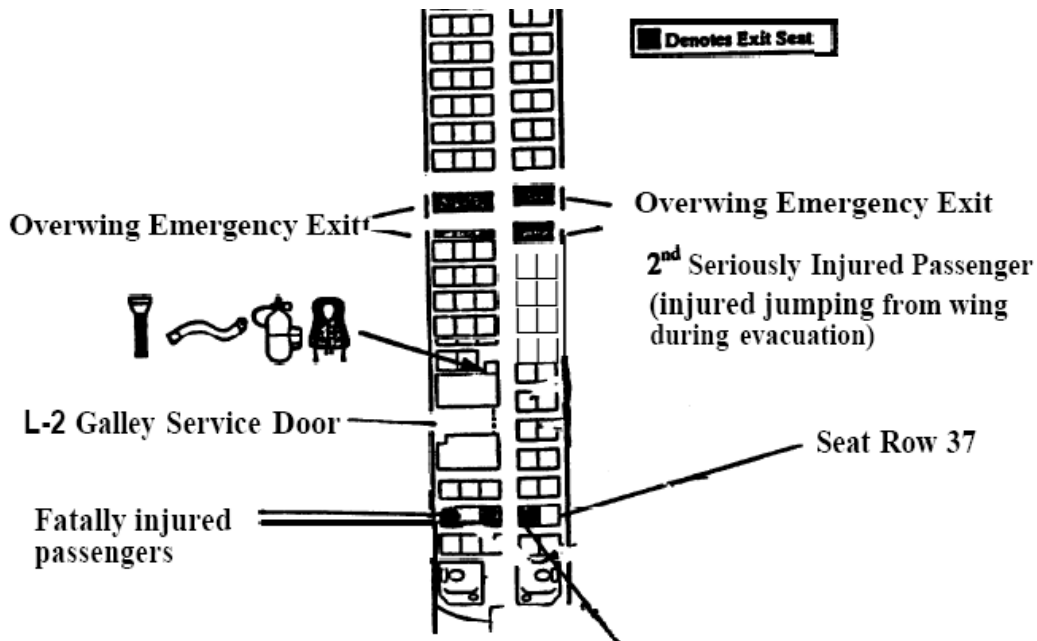 Denotes Exit Seat
Overwing Emergency Exitt
Overwing Emergency Exit
2nd Seriously Injured Passenger
(injured jumping from wing
during evacuation)
L-2 Galley Service Door
Seat Row 37
Fatally injured
passengers